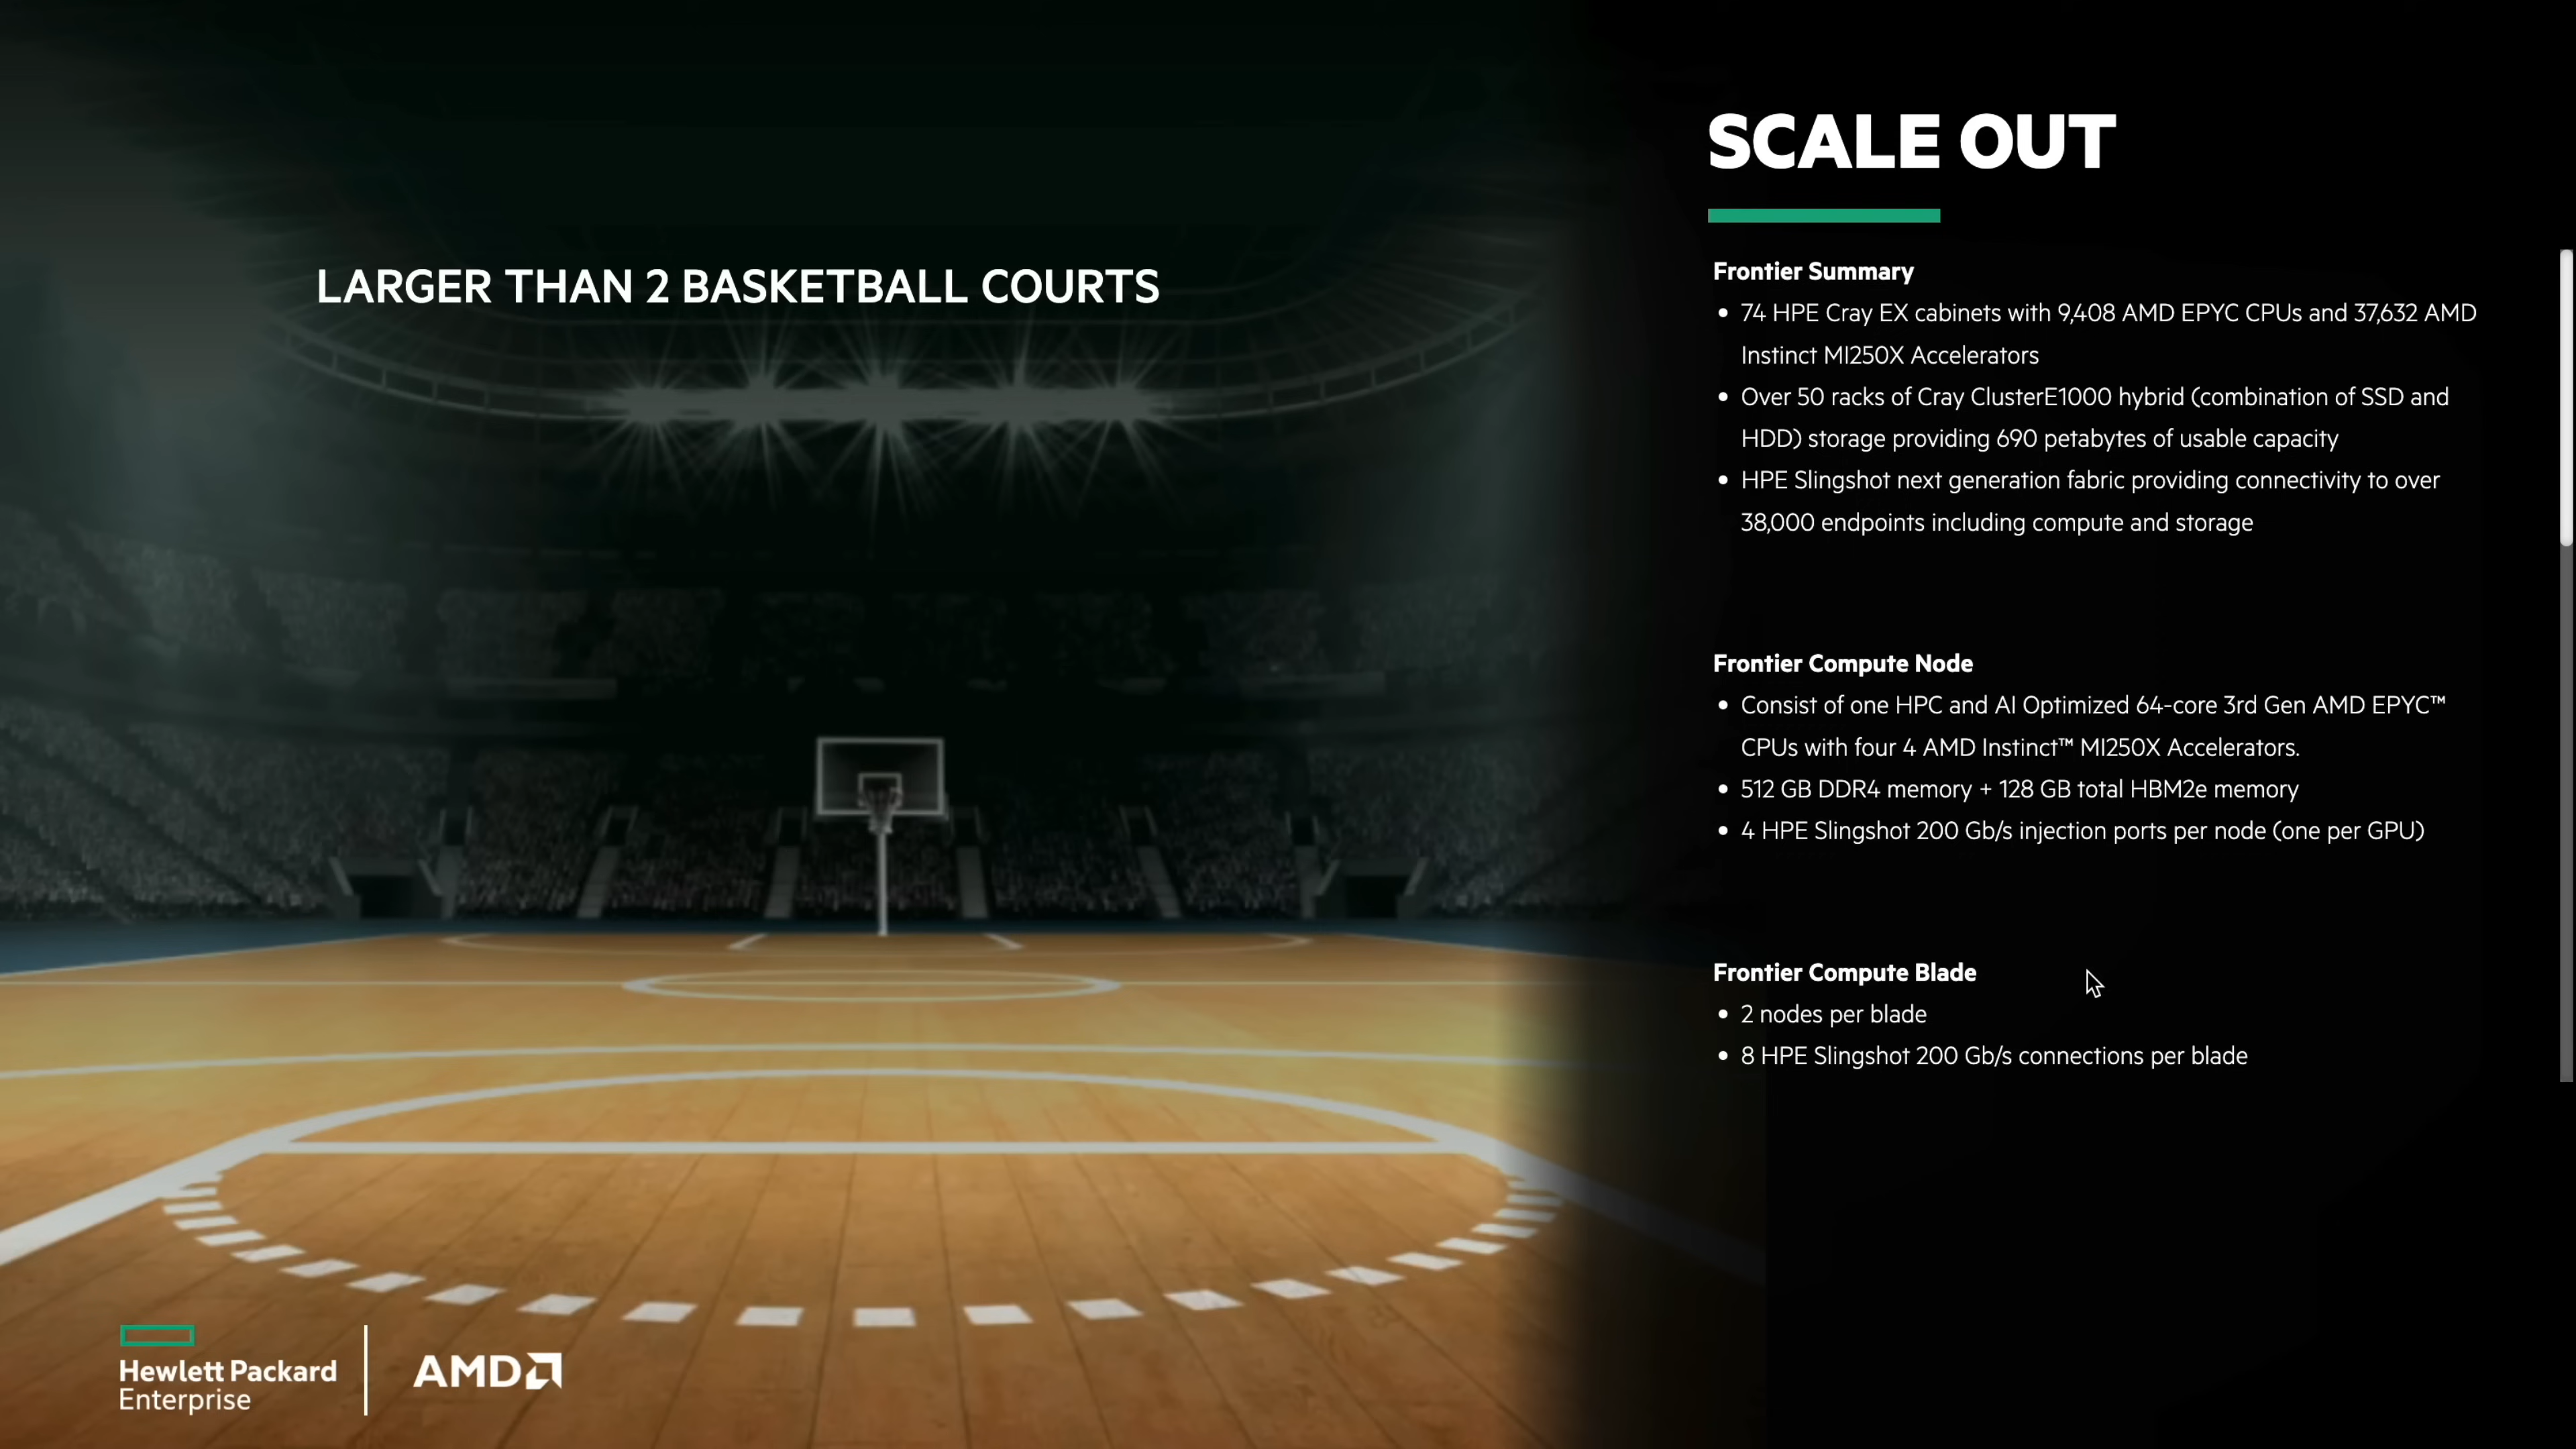 SCALE OUT
LARGER THAN 2 BASKETBALL COURTS
Frontier Summary
• 74 HPE Cray EX cabinets with 9,408 AMD EPYC CPUs and 37,632 AMD
Instinct MI250X Accelerators
• Over 50 racks of Cray ClusterE1000 hybrid (combination of SSD and
HDD) storage providing 690 petabytes of usable capacity
• HPE Slingshot next generation fabric providing connectivity to over
38,000 endpoints including compute and storage
Frontier Compute Node
• Consist of one HPC and AI Optimized 64-core 3rd Gen AMD EPYC™
CPUs with four 4 AMD Instinct™ MI250X Accelerators.
• 512 GB DDR4 memory + 128 GB total HBM2e memory
• 4 HPE Slingshot 200 Gb/s injection ports per node (one per GPU)
Frontier Compute Blade
• 2 nodes per blade
• 8 HPE Slingshot 200 Gb/s connections per blade
Hewlett Packard
Enterprise
AMD